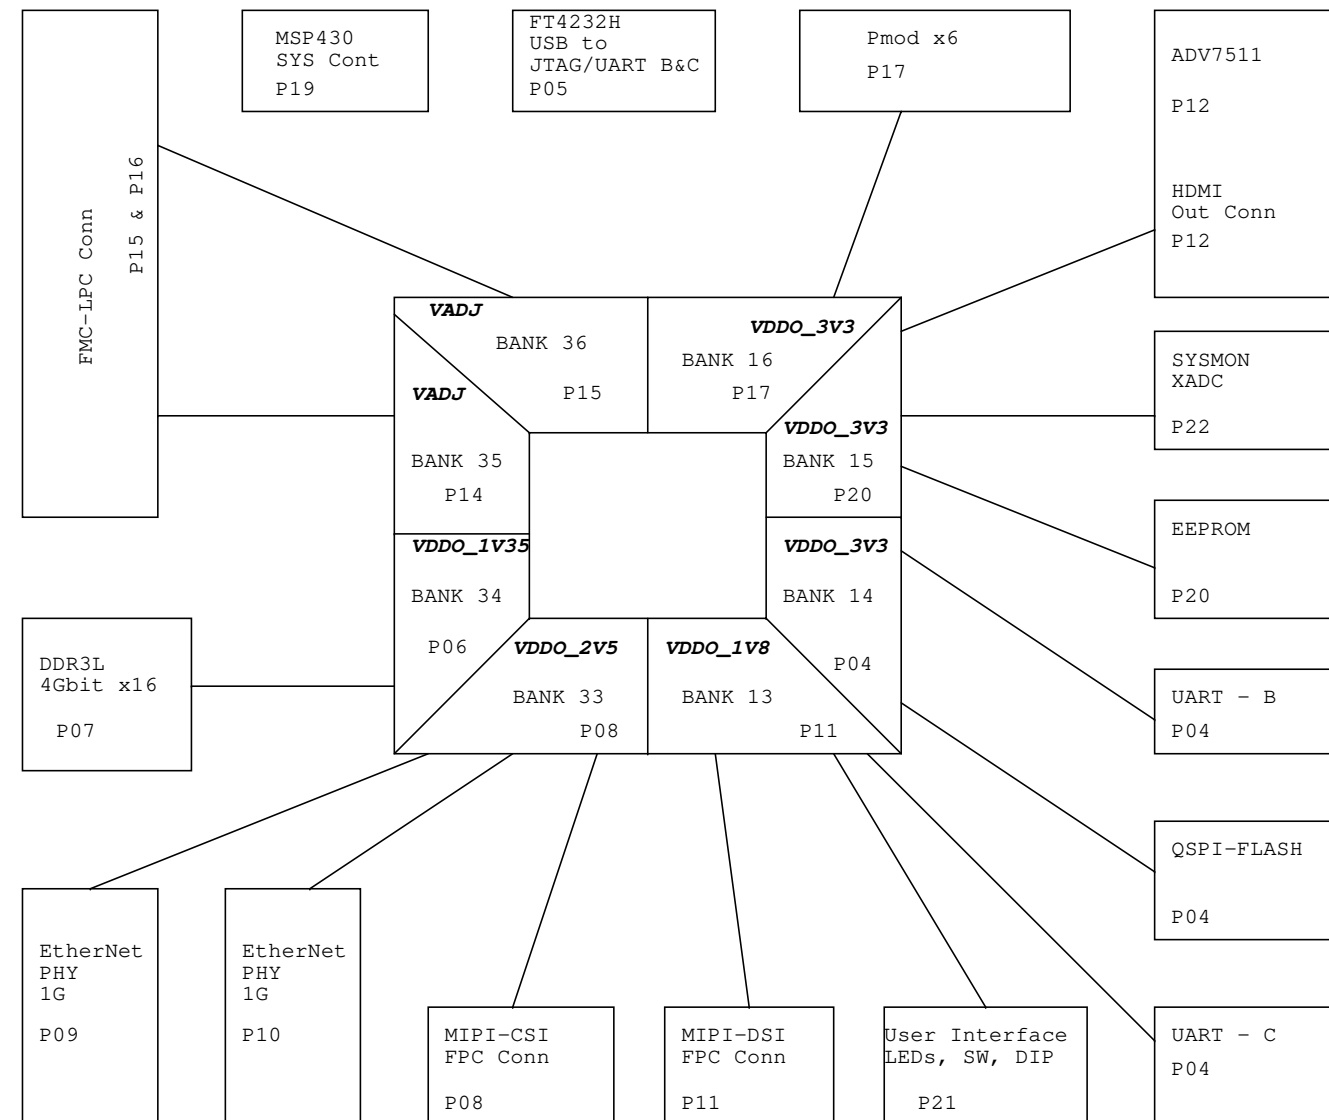 MSP430
SYS Cont
P19
FT4232H
USB to
JTAG/UART B&C
P05
Pmod x6
P17
ADV7511
P12
HDMI
Out Conn
P12
FMC-LPC Conn
P15 & P16
VADJ
BANK 36
P15
VDDO_3V3
BANK 16
P17
VADJ
BANK 35
P14
VDDO_3V3
BANK 15
P20
SYSMON
XADC
P22
EEPROM
P20
VDDO_1V35
BANK 34
P06
VDDO_3V3
BANK 14
P04
VDDO_2V5
BANK 33
P08
VDDO_1V8
BANK 13
P11
DDR3L
4Gbit x16
P07
UART - B
P04
QSPI-FLASH
P04
EtherNet
PHY
1G
P09
EtherNet
PHY
1G
P10
MIPI-CSI
FPC Conn
P08
MIPI-DSI
FPC Conn
P11
User Interface
LEDs, SW, DIP
P21
UART - C
P04